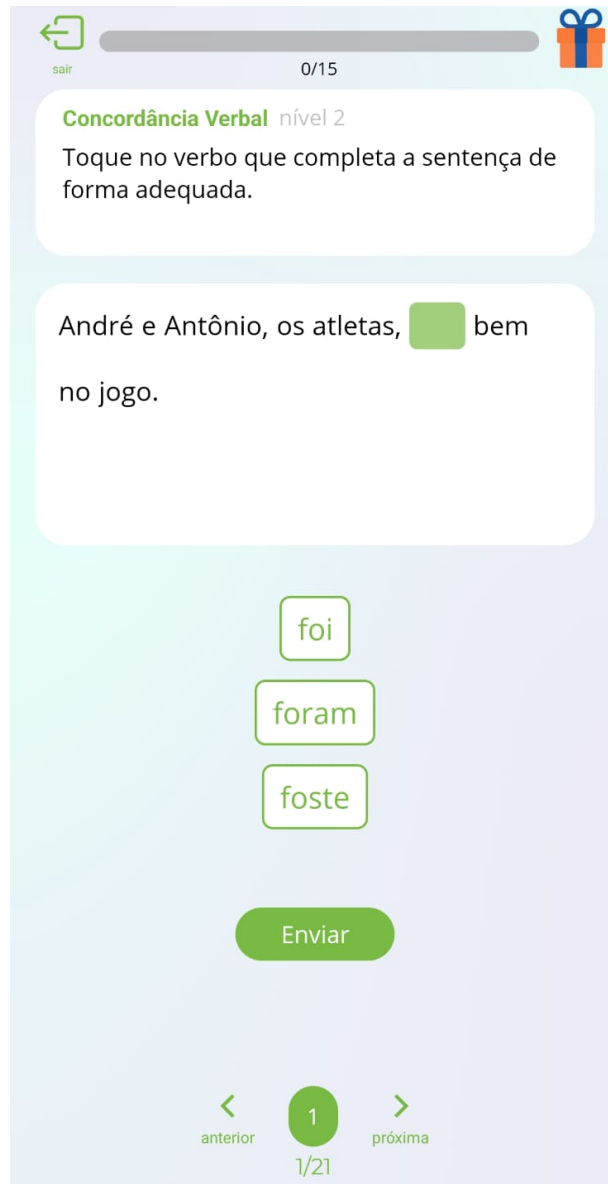 sair
0/15
Concordância Verbal nível 2
Toque no verbo que completa a sentença de
forma adequada.
André e Antônio, os atletas, bem
no jogo.
foi
foram
foste
Enviar
anterior 1 próxima
1/21